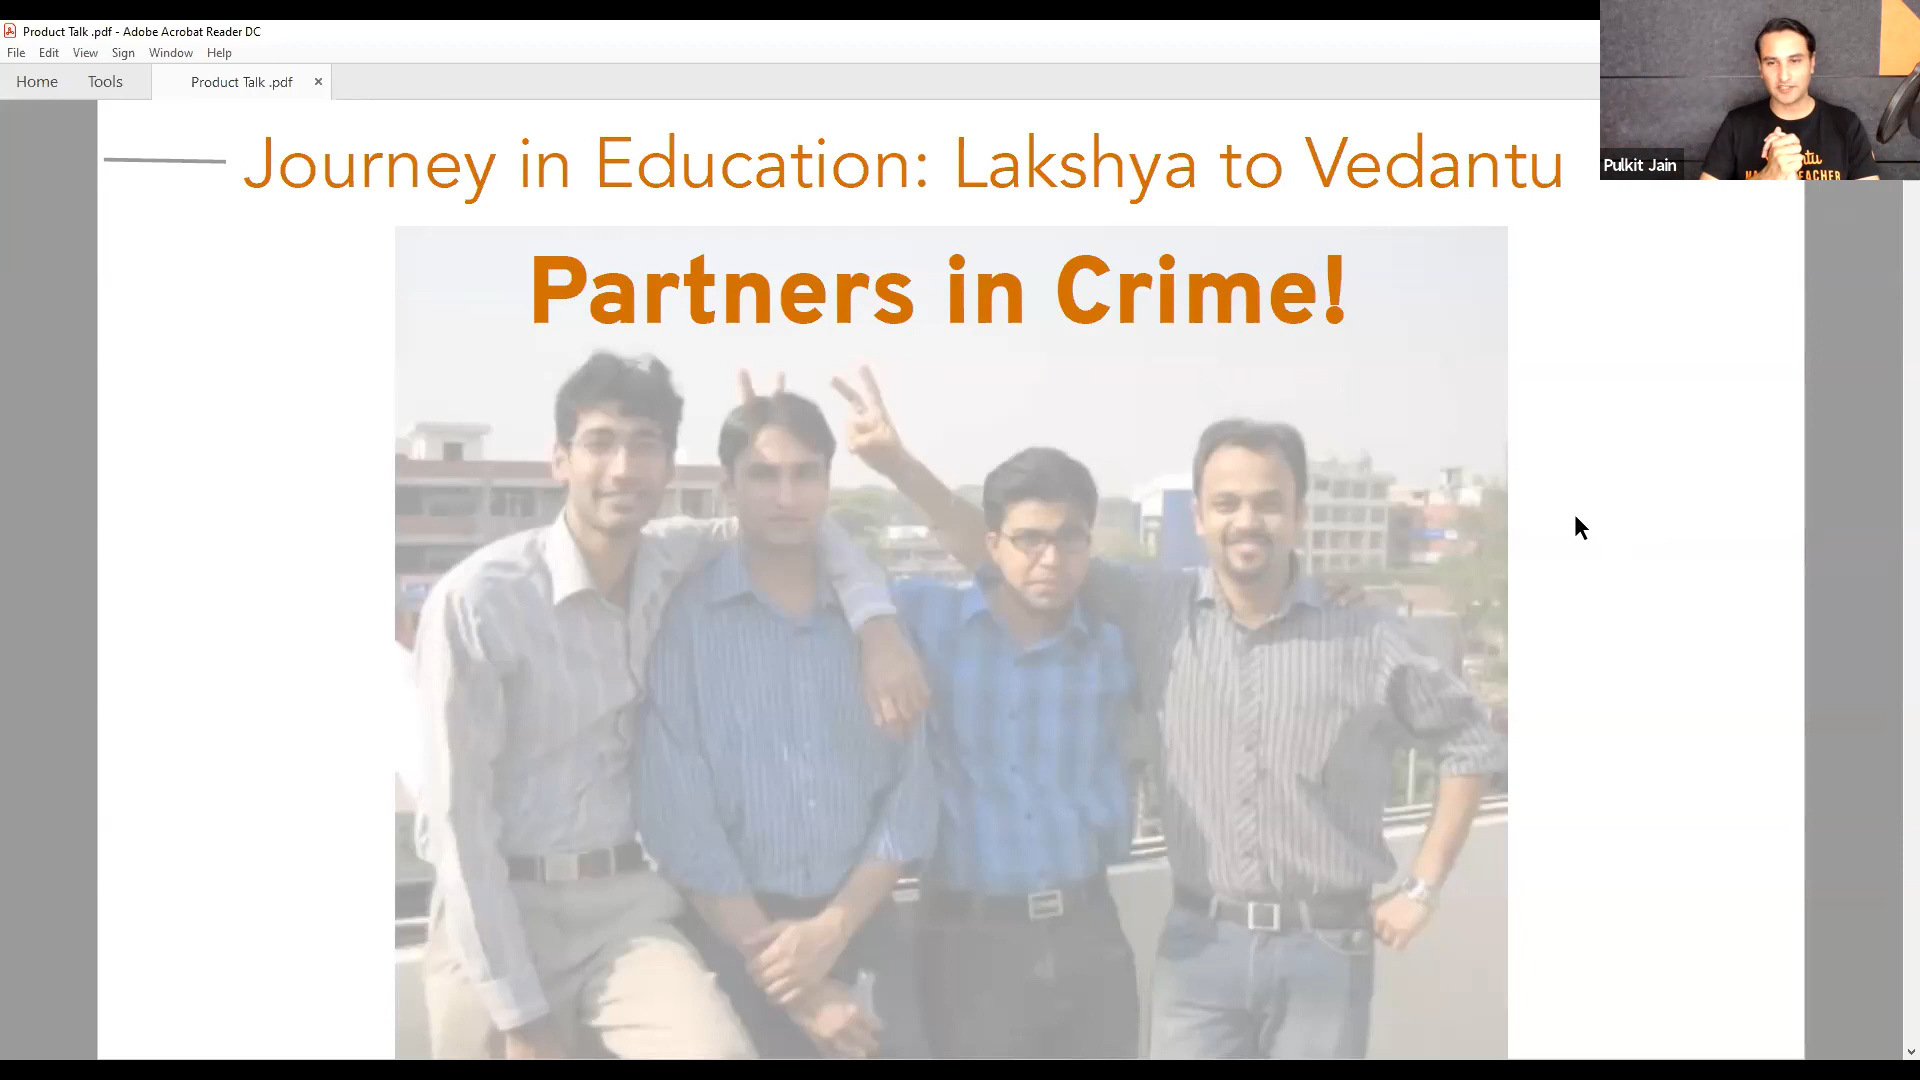 Product Talk .pdf - Adobe Acrobat Reader DC
File Edit View Sign Window Help
Home Tools Product Talk .pdf ×
Pulkit Jain
Journey in Education: Lakshya to Vedantu
Partners in Crime!